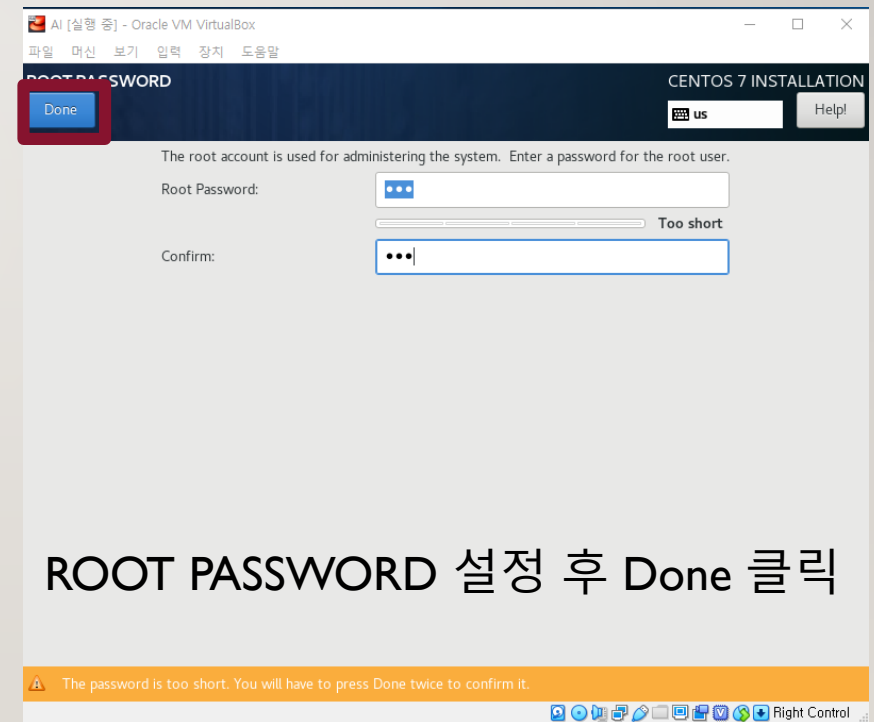 AI [실행 중] - Oracle VM VirtualBox
파일 머신 보기 입력 장치 도움말
ROOT PASSWORD
CENTOS 7 INSTALLATION
Done
us
Help!
The root account is used for administering the system. Enter a password for the root user.
Root Password: •••
Too short
Confirm: •••
ROOT PASSWORD 설정 후 Done 클릭
The password is too short. You will have to press Done twice to confirm it.
Right Control